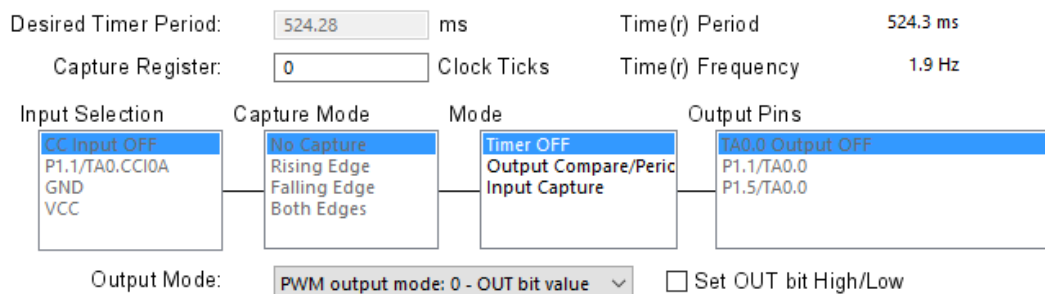 Desired Timer Period: 524.28 ms Time(r) Period 524.3 ms
Capture Register: 0 Clock Ticks Time(r) Frequency 1.9 Hz
Input Selection Capture Mode Mode Output Pins
CC Input OFF No Capture Timer OFF TA0.0 Output OFF
P1.1/TA0.CCI0A Rising Edge Output Compare/Peric P1.1/TA0.0
GND Falling Edge Input Capture P1.5/TA0.0
VCC Both Edges
Output Mode: PWM output mode: 0 - OUT bit value Set OUT bit High/Low